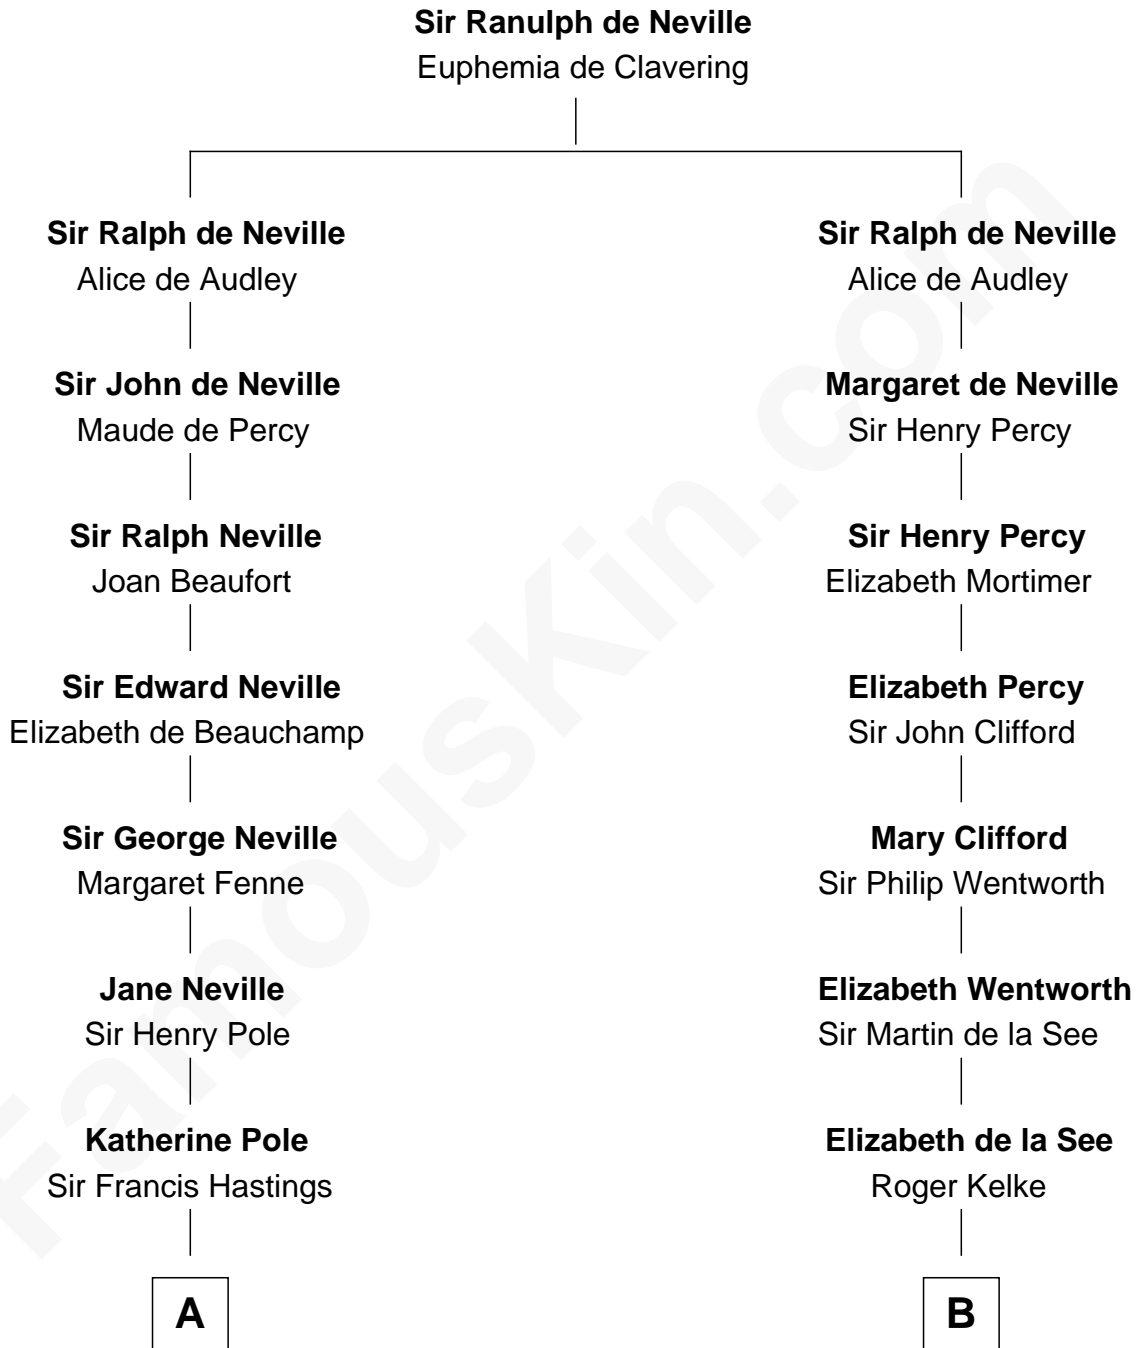 Sir Ranulph de Neville
Euphemia de Clavering
Sir Ralph de Neville
Alice de Audley
Sir John de Neville
Maude de Percy
Sir Ralph Neville
Joan Beaufort
Sir Edward Neville
Elizabeth de Beauchamp
Sir George Neville
Margaret Fenne
Jane Neville
Sir Henry Pole
Katherine Pole
Sir Francis Hastings
A
Sir Ralph de Neville
Alice de Audley
Margaret de Neville
Sir Henry Percy
Sir Henry Percy
Elizabeth Mortimer
Elizabeth Percy
Sir John Clifford
Mary Clifford
Sir Philip Wentworth
Elizabeth Wentworth
Sir Martin de la See
Elizabeth de la See
Roger Kelke
B
FamousKin.com